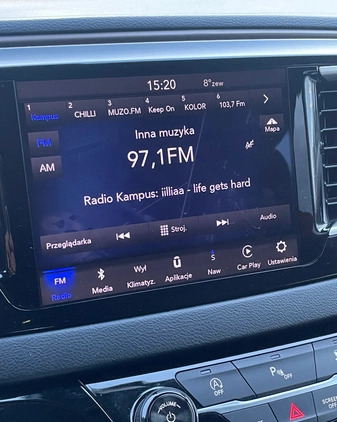 15:20 8°zew
1 2 3 4 5 6
Kampus CHILLI MUZO.FM Keep On KOLOR 103,7 Fm
FM
Inna muzyka
Mapa
97,1FM
AM
Radio Kampus: iilliaa - life gets hard
Przeglądarka Stroj. Audio
FM Wył S
Radio Media Klimatyz. Aplikacje Naw Car Play Ustawienia
OFF OFF
VOLUME
SCREEN
OFF